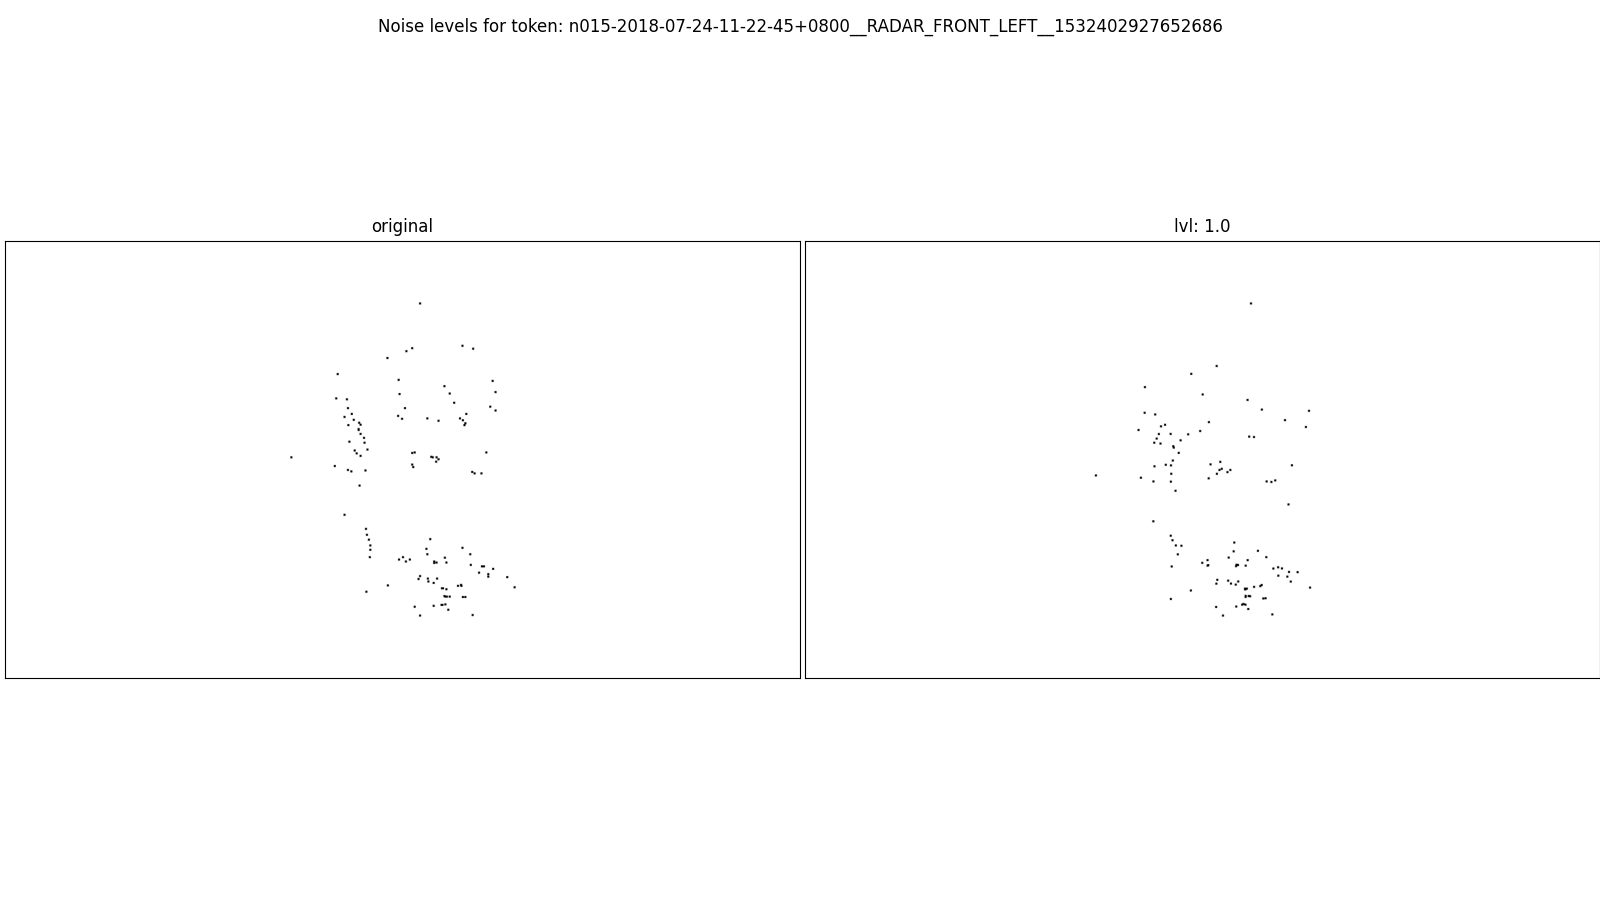 Noise levels for token: n015-2018-07-24-11-22-45+0800__RADAR_FRONT_LEFT__1532402927652686
original
lvl: 1.0